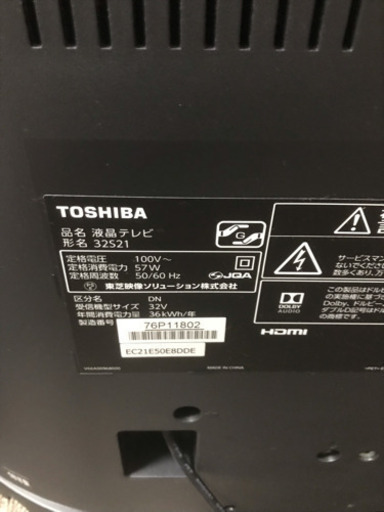 TOSHIBA
品名 液晶テレビ
形名 32S21
定格電圧 100V~
定格消費電力 57W
定格周波数 50/60 Hz
JQA
東芝映像ソリューション株式会社
区分名 DN
受信機型サイズ 32V
年間消費電力量 36kWh/年
製造番号 76P11802
EC21E50E8DDE
MADE IN CHINA
DOLBY
AUDIO
HDMI